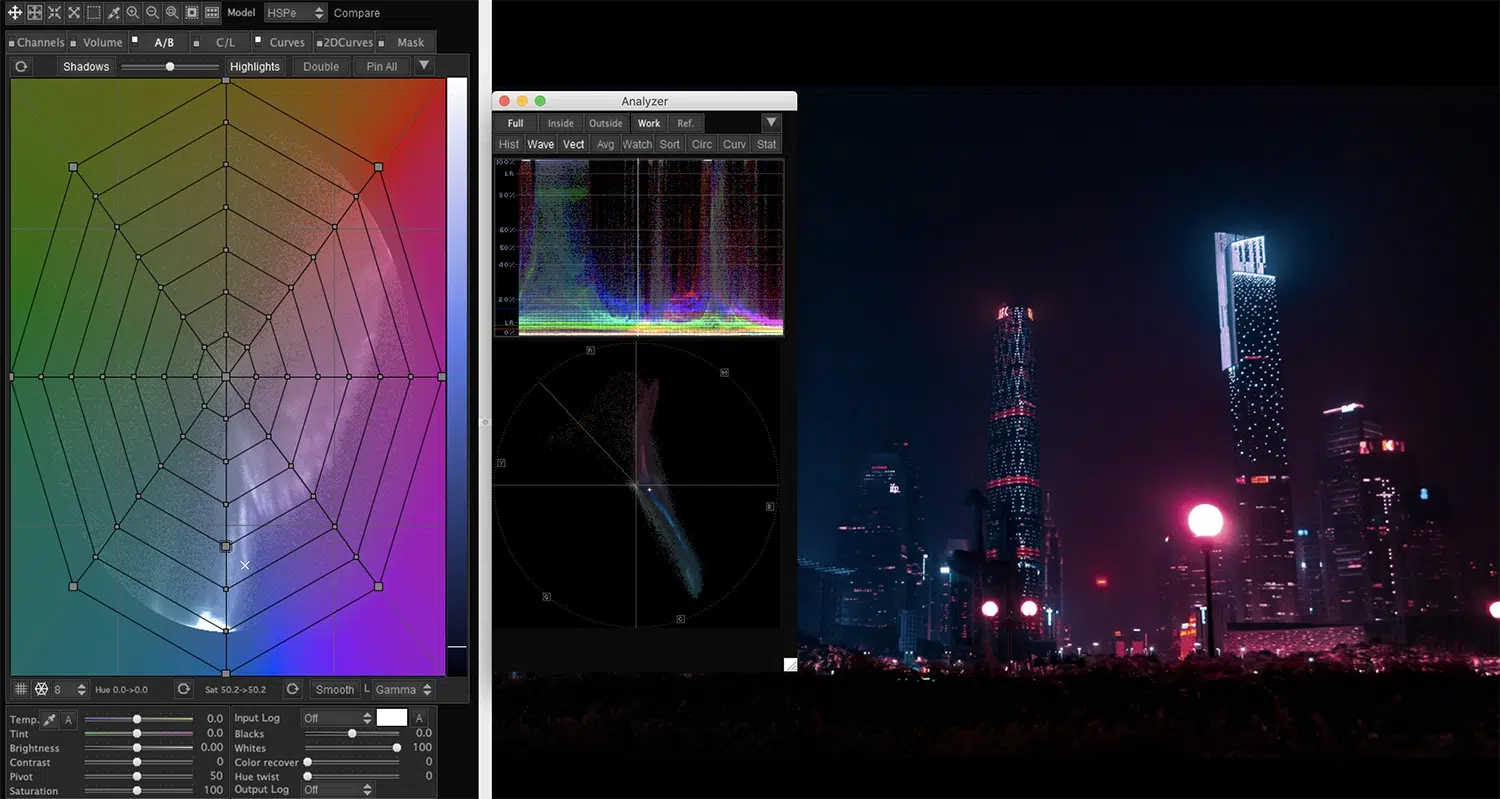 Model HSPe Compare
Channels Volume A/B C/L Curves 2DCurves Mask
Shadows Highlights Double Pin All
8 Hue 0.0->0.0 Sat 50.2->50.2 Smooth L Gamma
Temp. A 0.0
Tint 0.0
Brightness 0.00
Contrast 0
Pivot 50
Saturation 100
Input Log Off A
Blacks 0.0
Whites 100
Color recover 0
Hue twist 0
Output Log Off
Analyzer
Full Inside Outside Work Ref.
Hist Wave Vect Avg Watch Sort Circ Curv Stat
100%
LR
80%
60%
50%
40%
20%
LR
0%
R
M
Y
B
G
C